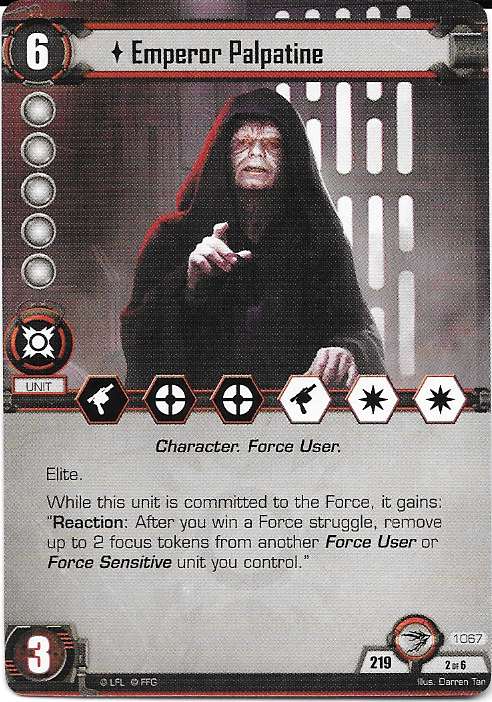 6
Emperor Palpatine
UNIT
Character. Force User.
Elite.
While this unit is committed to the Force, it gains:
"Reaction: After you win a Force struggle, remove
up to 2 focus tokens from another Force User or
Force Sensitive unit you control."
3
1067
219
2 OF 6
© LFL © FFG
Illus. Darren Tan